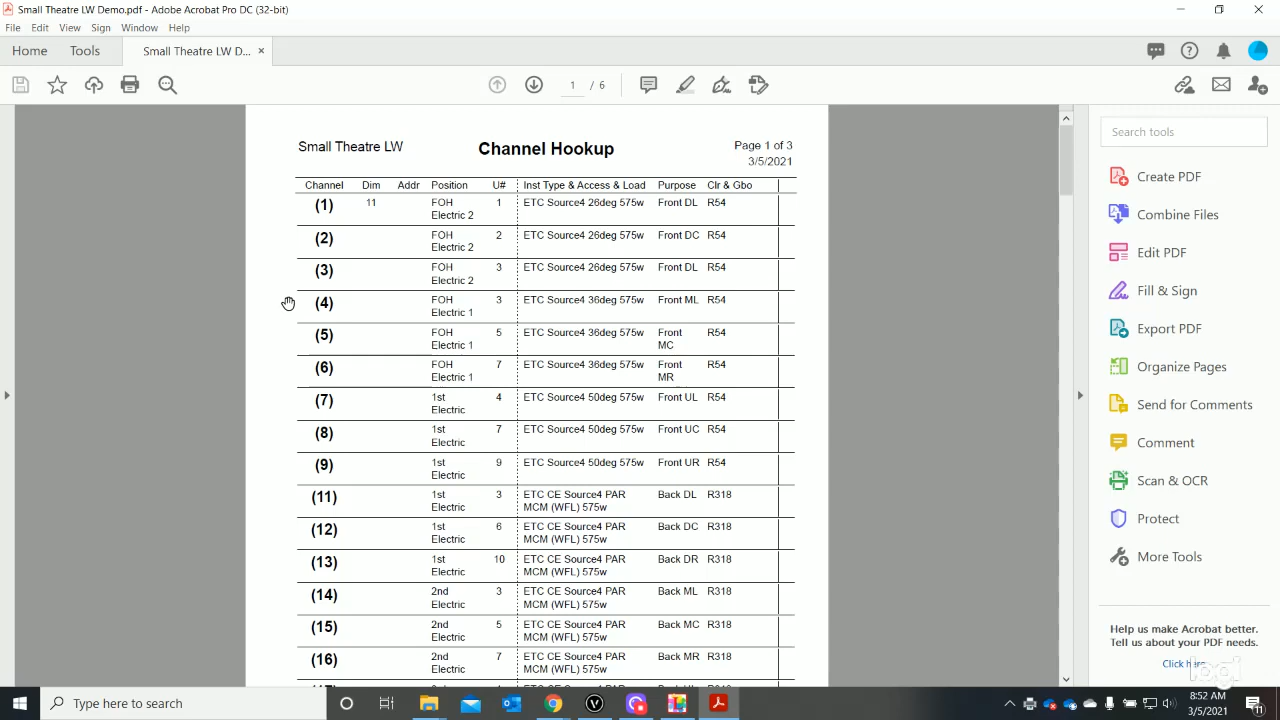 Small Theatre LW Demo.pdf - Adobe Acrobat Pro DC (32-bit)
File Edit View Sign Window Help
Home Tools Small Theatre LW D... ×
1 / 6
Search tools
Small Theatre LW Channel Hookup Page 1 of 3
3/5/2021
Channel Dim Addr Position U# Inst Type & Access & Load Purpose Clr & Gbo
(1) 11 FOH 1 ETC Source4 26deg 575w Front DL R54
Electric 2
(2) FOH 2 ETC Source4 26deg 575w Front DC R54
Electric 2
(3) FOH 3 ETC Source4 26deg 575w Front DL R54
Electric 2
(4) FOH 3 ETC Source4 36deg 575w Front ML R54
Electric 1
(5) FOH 5 ETC Source4 36deg 575w Front R54
Electric 1 MC
(6) FOH 7 ETC Source4 36deg 575w Front R54
Electric 1 MR
(7) 1st 4 ETC Source4 50deg 575w Front UL R54
Electric
(8) 1st 7 ETC Source4 50deg 575w Front UC R54
Electric
(9) 1st 9 ETC Source4 50deg 575w Front UR R54
Electric
(11) 1st 3 ETC CE Source4 PAR Back DL R318
Electric MCM (WFL) 575w
(12) 1st 6 ETC CE Source4 PAR Back DC R318
Electric MCM (WFL) 575w
(13) 1st 10 ETC CE Source4 PAR Back DR R318
Electric MCM (WFL) 575w
(14) 2nd 3 ETC CE Source4 PAR Back ML R318
Electric MCM (WFL) 575w
(15) 2nd 5 ETC CE Source4 PAR Back MC R318
Electric MCM (WFL) 575w
(16) 2nd 7 ETC CE Source4 PAR Back MR R318
Electric MCM (WFL) 575w
Create PDF
Combine Files
Edit PDF
Fill & Sign
Export PDF
Organize Pages
Send for Comments
Comment
Scan & OCR
Protect
More Tools
Help us make Acrobat better.
Tell us about your PDF needs.
Click here
Type here to search
8:52 AM
3/5/2021
11